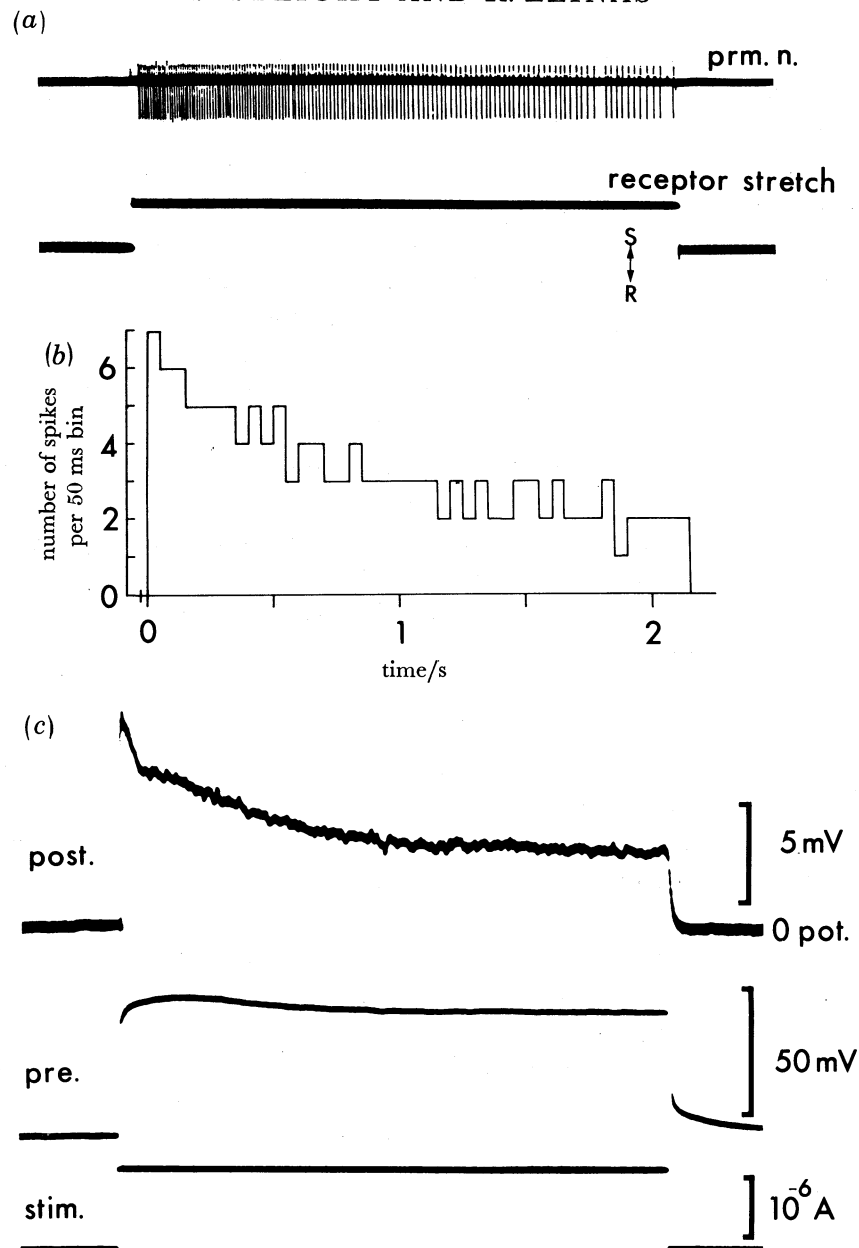 (a)
prm. n.
receptor stretch
S
R
(b)
number of spikes
per 50 ms bin
6
4
2
0
0
1
2
time/s
(c)
post.
5 mV
0 pot.
pre.
50 mV
stim.
10⁻⁶ A